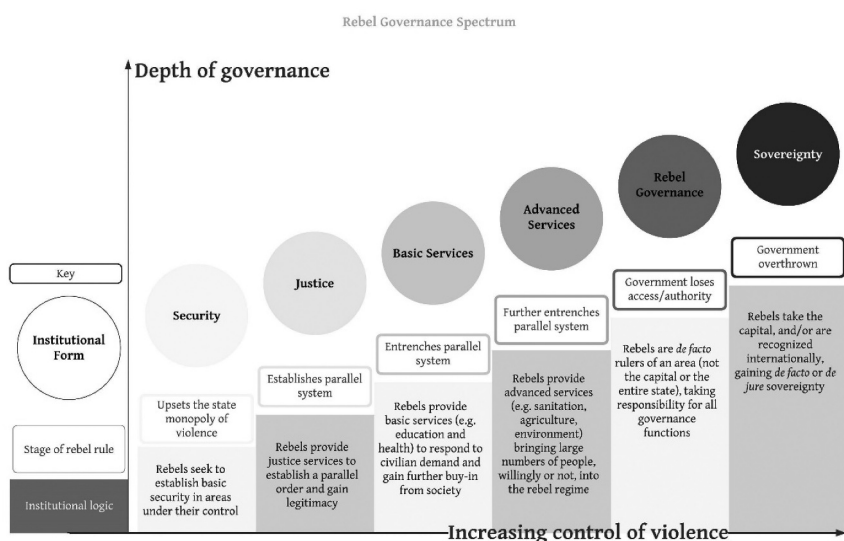 Rebel Governance Spectrum
Depth of governance
Key
Institutional
Form
Stage of rebel rule
Institutional logic
Security
Upsets the state
monopoly of
violence
Rebels seek to
establish basic
security in areas
under their control
Justice
Establishes parallel
system
Rebels provide
justice services to
establish a parallel
order and gain
legitimacy
Basic Services
Entrenches parallel
system
Rebels provide
basic services (e.g.
education and
health) to respond to
civilian demand and
gain further buy-in
from society
Advanced
Services
Further entrenches
parallel system
Rebels provide
advanced services
(e.g. sanitation,
agriculture,
environment)
bringing large
numbers of people,
willingly or not, into
the rebel regime
Rebel
Governance
Government loses
access/authority
Rebels are de facto
rulers of an area (not
the capital or the
entire state), taking
responsibility for all
governance
functions
Sovereignty
Government
overthrown
Rebels take the
capital, and/or are
recognized
internationally,
gaining de facto or de
jure sovereignty
Increasing control of violence